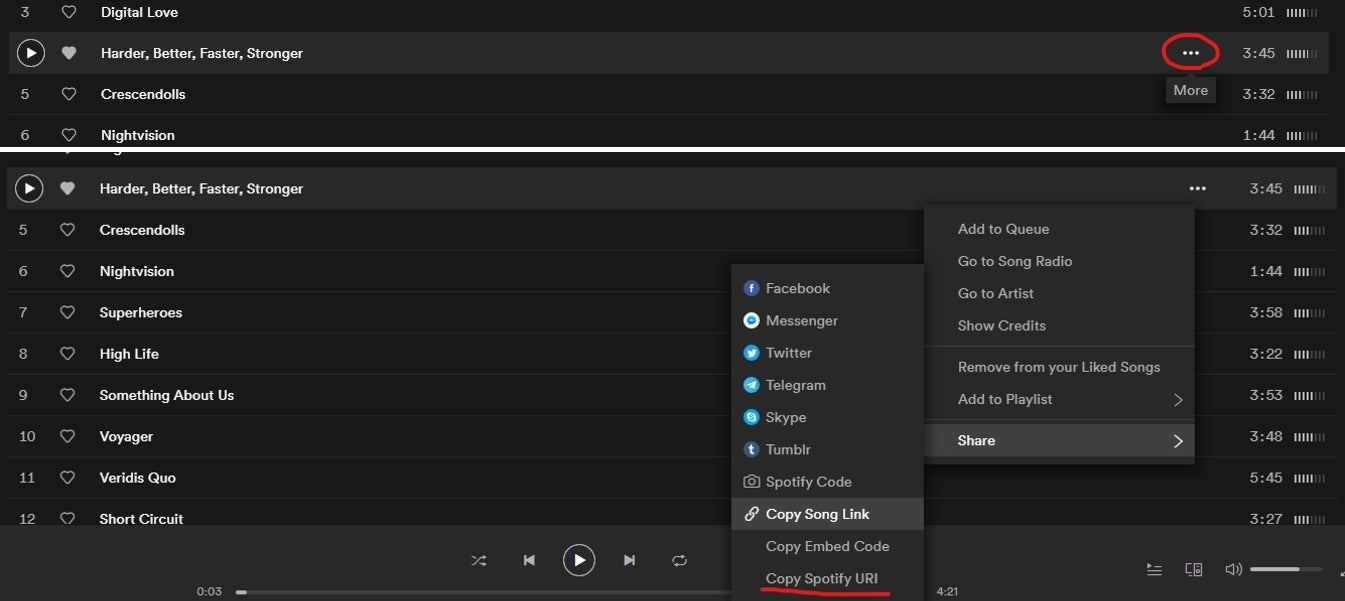 3 Digital Love 5:01
Harder, Better, Faster, Stronger ••• 3:45
More
5 Crescendolls 3:32
6 Nightvision 1:44
Harder, Better, Faster, Stronger ••• 3:45
5 Crescendolls 3:32
6 Nightvision 1:44
7 Superheroes 3:58
8 High Life 3:22
9 Something About Us 3:53
10 Voyager 3:48
11 Veridis Quo 5:45
12 Short Circuit 3:27
Add to Queue
Go to Song Radio
Go to Artist
Show Credits
Remove from your Liked Songs
Add to Playlist
Share
Facebook
Messenger
Twitter
Telegram
Skype
Tumblr
Spotify Code
Copy Song Link
Copy Embed Code
Copy Spotify URI
0:03 4:21